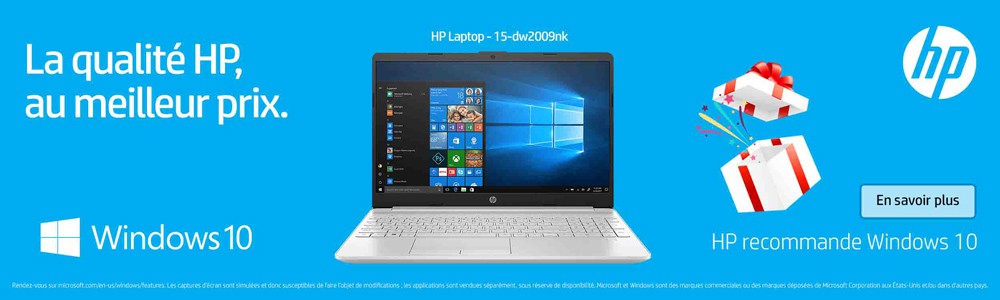 La qualité HP,
au meilleur prix.
Windows 10
HP Laptop - 15-dw2009nk
hp
En savoir plus
HP recommande Windows 10
Rendez-vous sur microsoft.com/en-us/windows/features. Les captures d'écran sont simulées et donc susceptibles de faire l'objet de modifications ; les applications sont vendues séparément, sous réserve de disponibilité. Microsoft et Windows sont des marques commerciales ou des marques déposées de Microsoft Corporation aux États-Unis et/ou dans d'autres pays.